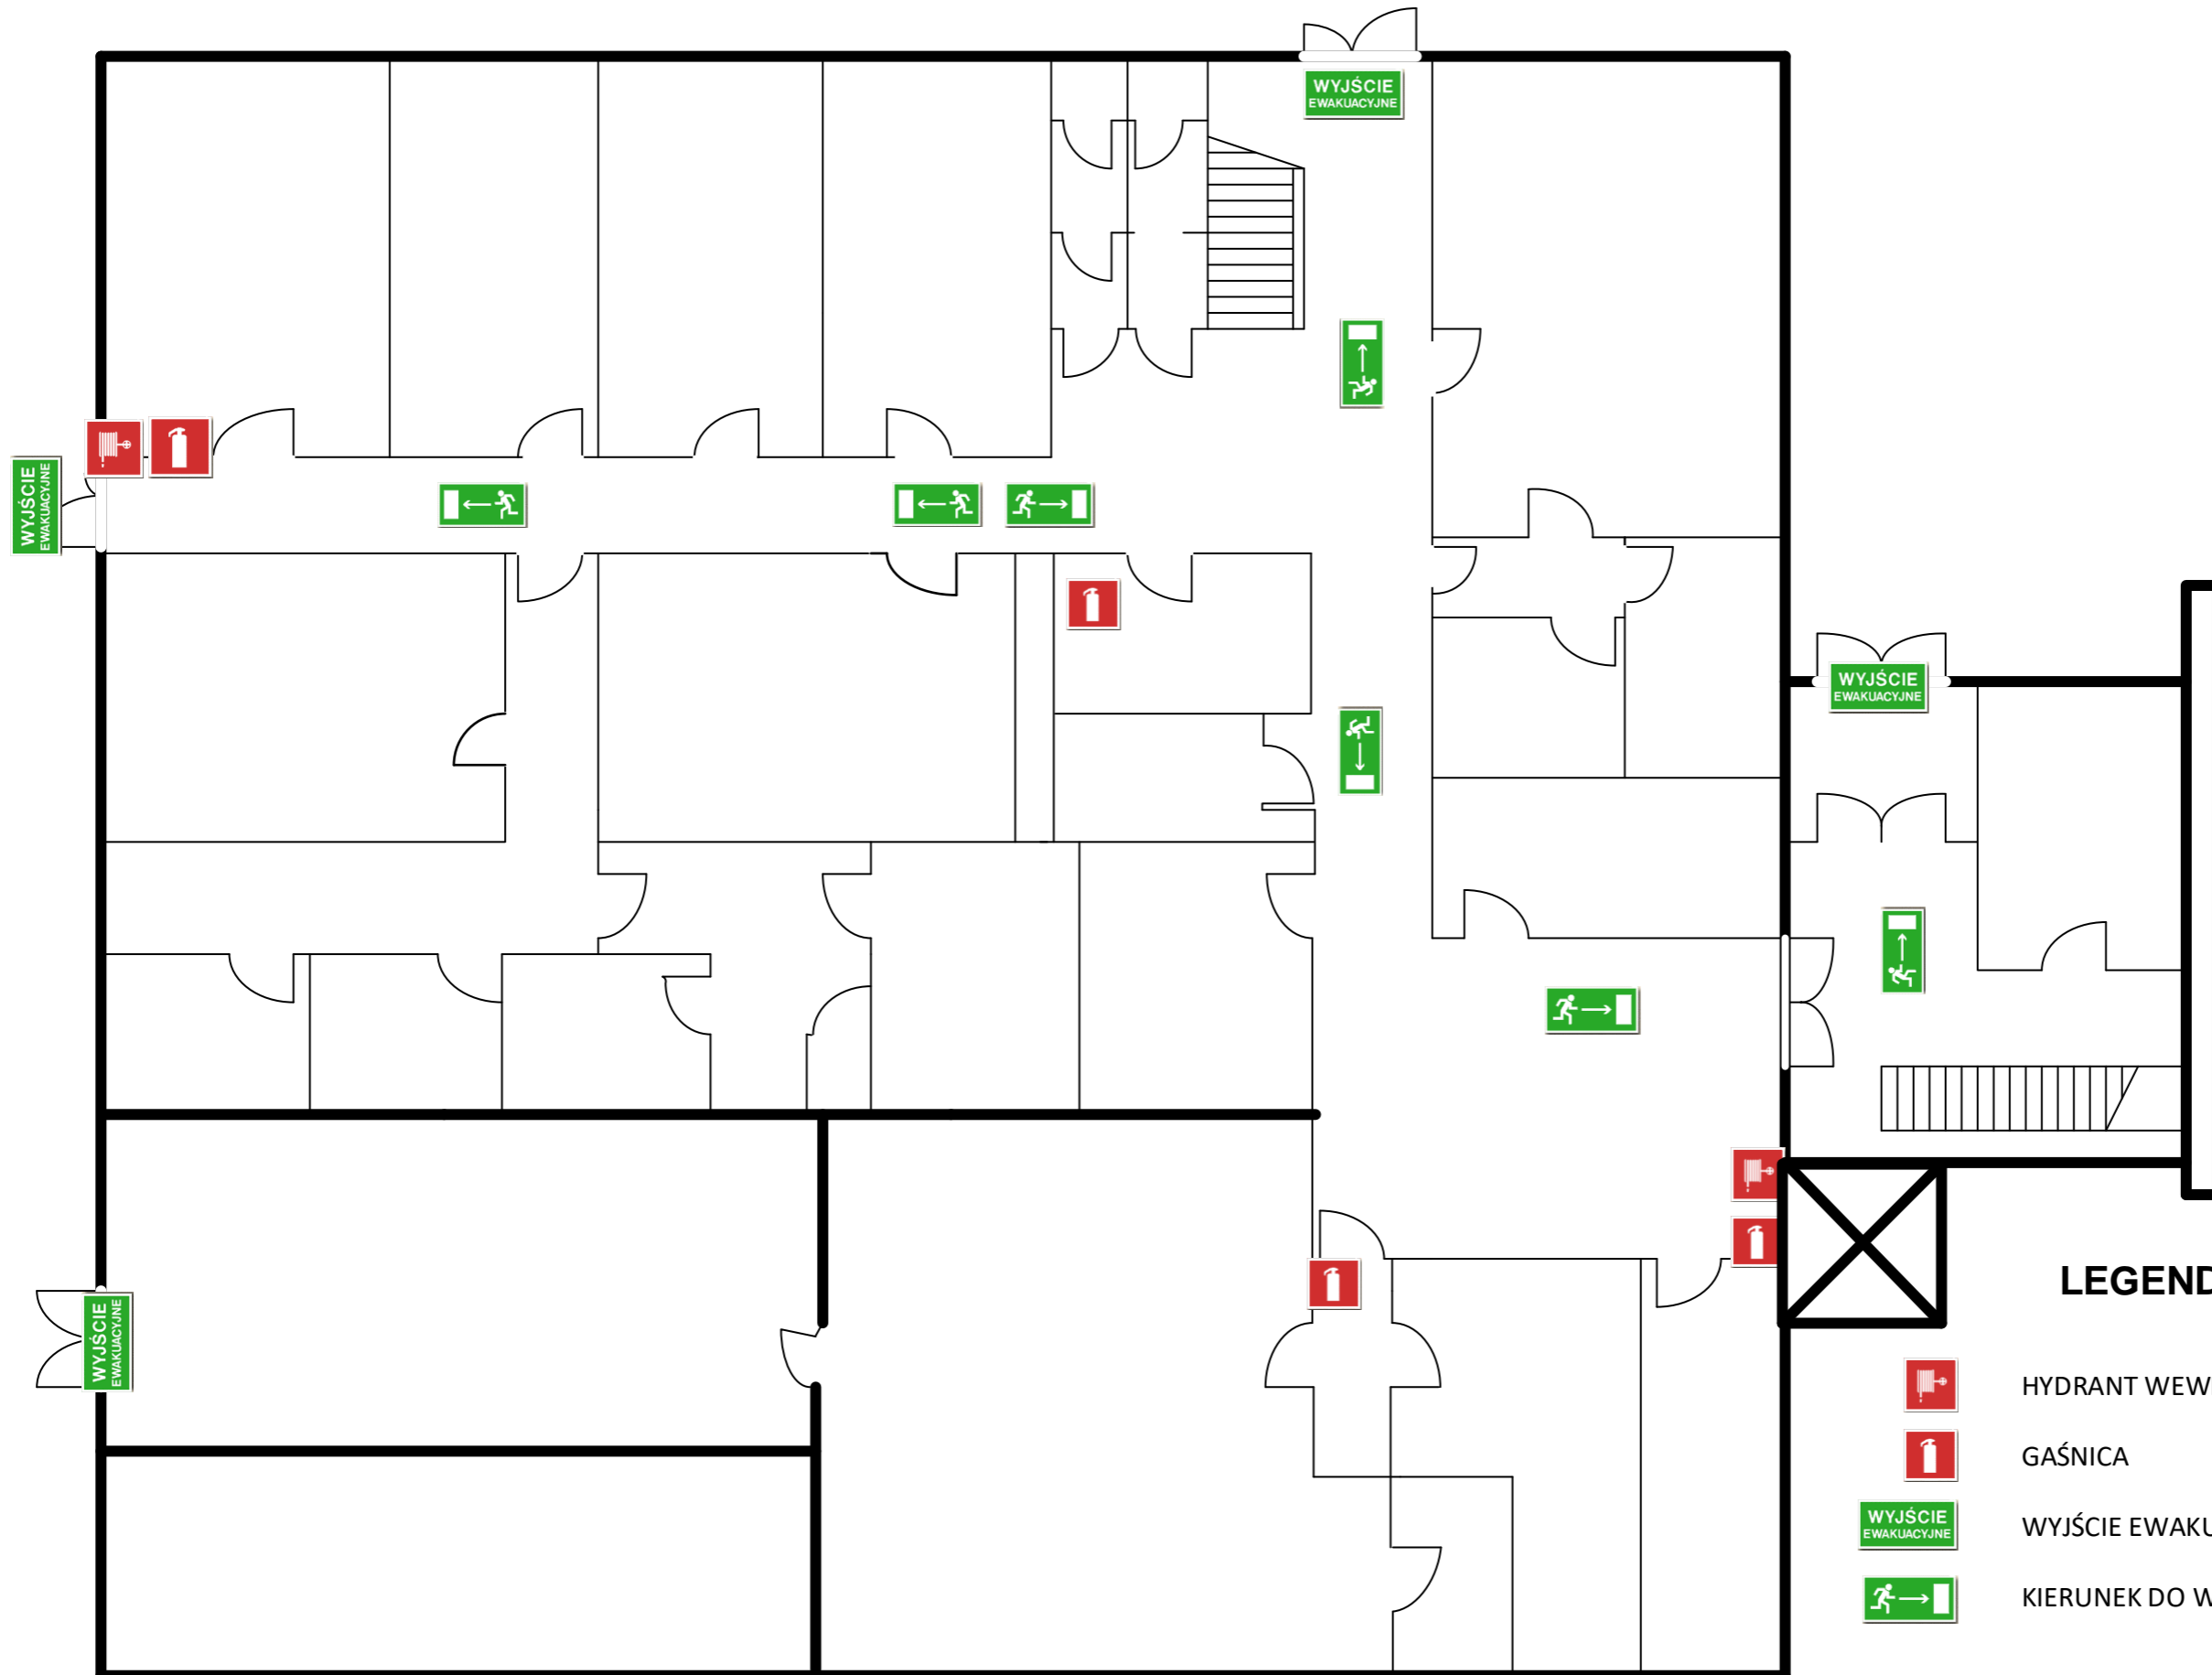 WYJŚCIE
EWAKUACYJNE
WYJŚCIE
EWAKUACYJNE
WYJŚCIE
EWAKUACYJNE
WYJŚCIE
EWAKUACYJNE
LEGEND
HYDRANT WEW
GAŚNICA
WYJŚCIE
EWAKUACYJNE
WYJŚCIE EWAKU
KIERUNEK DO W